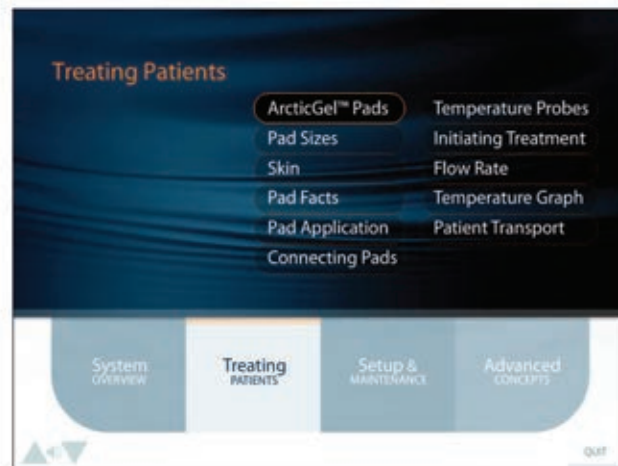 Treating Patients
ArcticGel™ Pads
Pad Sizes
Skin
Pad Facts
Pad Application
Connecting Pads
Temperature Probes
Initiating Treatment
Flow Rate
Temperature Graph
Patient Transport
System
OVERVIEW
Treating
PATIENTS
Setup &
MAINTENANCE
Advanced
CONCEPTS
QUIT